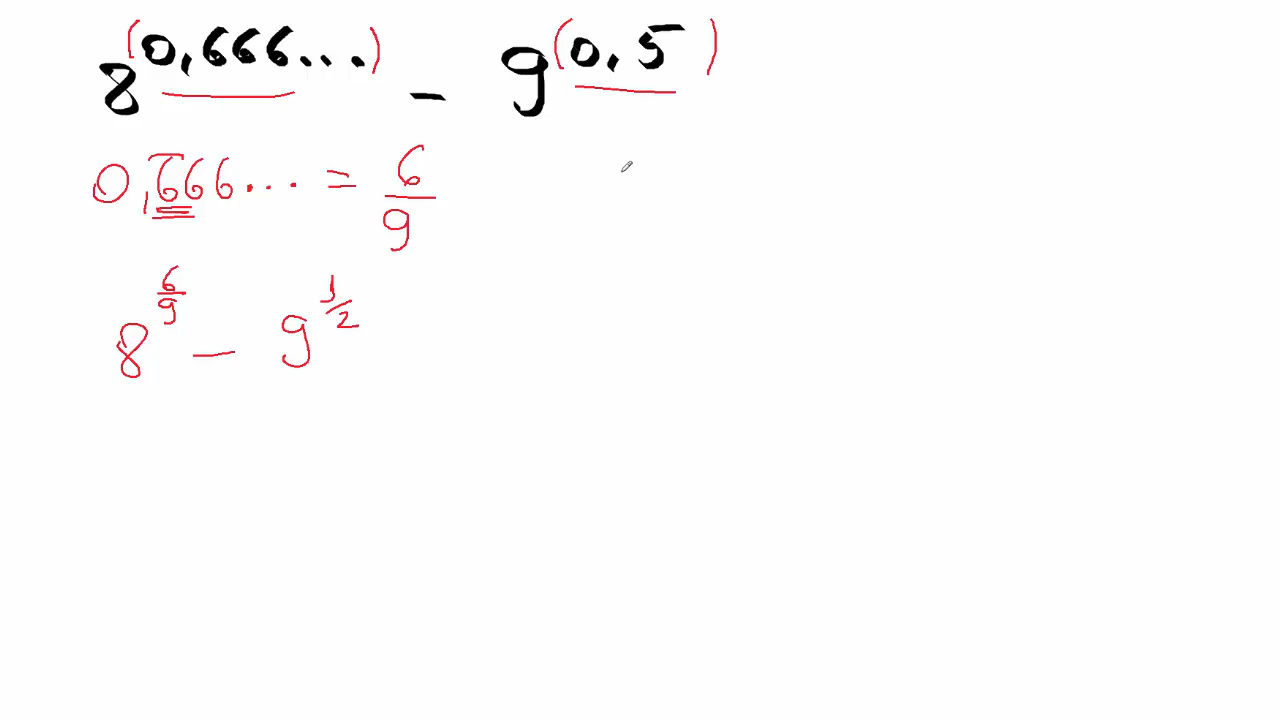 8^(0,666...) - 9^(0,5)
0,666... = 6/9
8^6/9 - 9^1/2